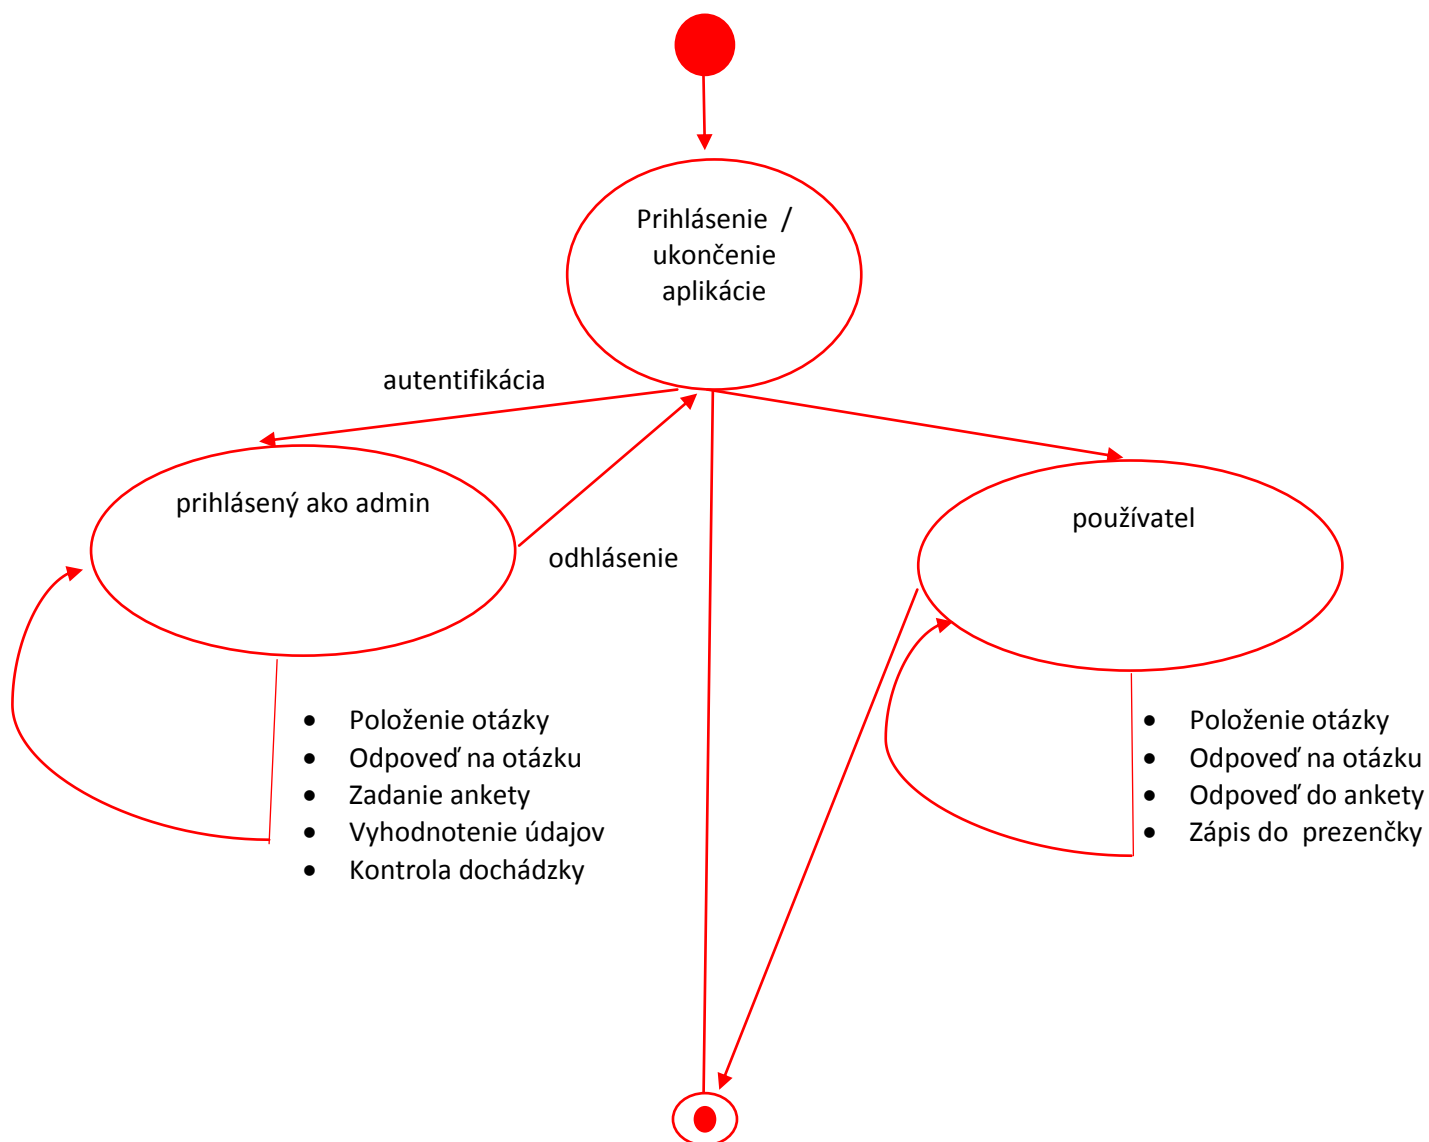 Prihlásenie /
ukončenie
aplikácie
autentifikácia
prihlásený ako admin
odhlásenie
používatel
• Položenie otázky
• Odpoveď na otázku
• Zadanie ankety
• Vyhodnotenie údajov
• Kontrola dochádzky
• Položenie otázky
• Odpoveď na otázku
• Odpoveď do ankety
• Zápis do prezenčky